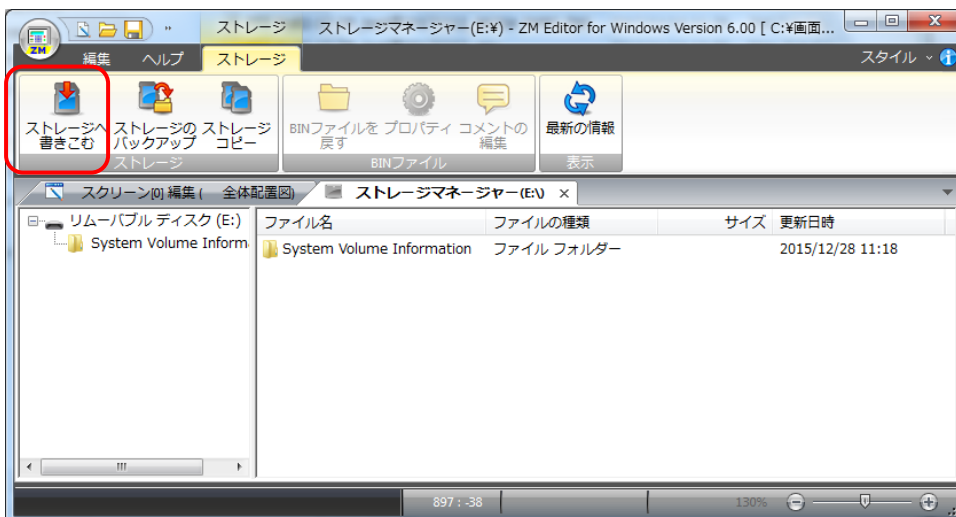 ストレージ ストレージマネージャー(E:¥) - ZM Editor for Windows Version 6.00 [ C:¥画面...
ZM
編集 ヘルプ ストレージ スタイル
ストレージへ書きこむ
ストレージのバックアップ
ストレージコピー
BINファイルを戻す
プロパティ
コメントの編集
最新の情報
ストレージ BINファイル 表示
スクリーン[0] 編集 ( 全体配置図) ストレージマネージャー(E:\) ×
リムーバブル ディスク (E:) ファイル名 ファイルの種類 サイズ 更新日時
System Volume Inform
System Volume Information ファイル フォルダー 2015/12/28 11:18
897 : -38 130%